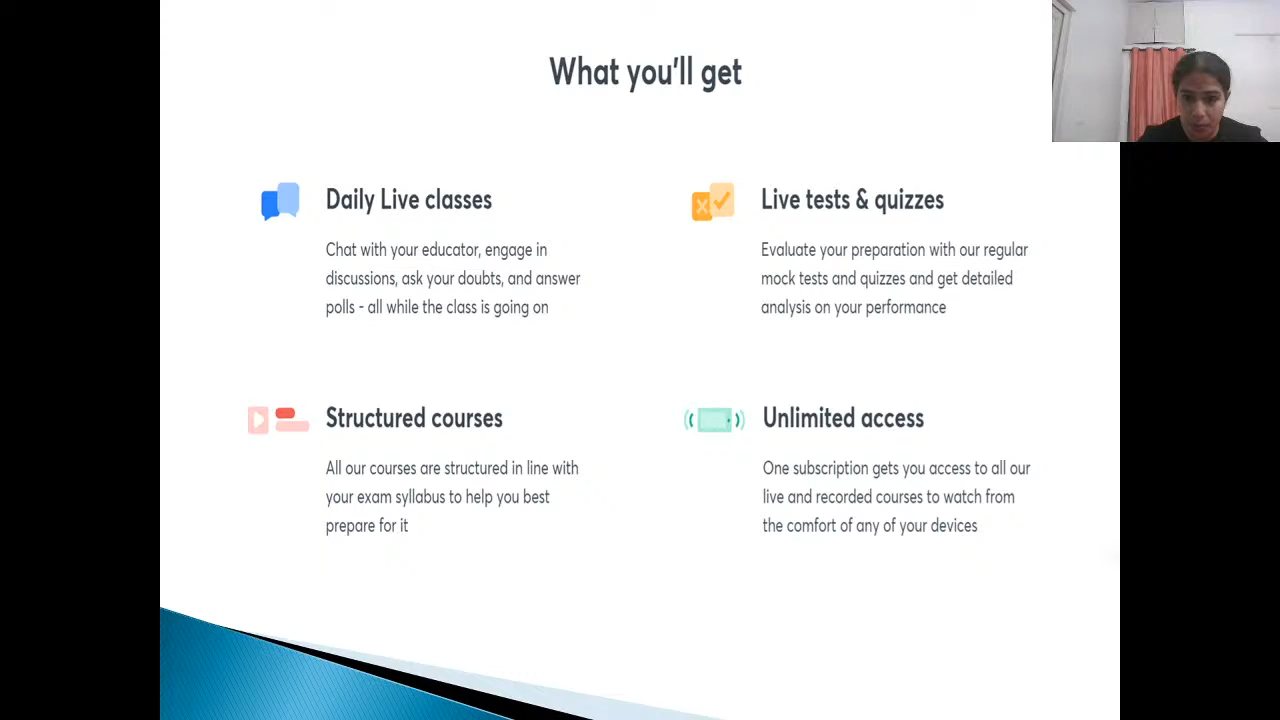 What you'll get
Daily Live classes
Chat with your educator, engage in
discussions, ask your doubts, and answer
polls - all while the class is going on
Live tests & quizzes
Evaluate your preparation with our regular
mock tests and quizzes and get detailed
analysis on your performance
Structured courses
All our courses are structured in line with
your exam syllabus to help you best
prepare for it
Unlimited access
One subscription gets you access to all our
live and recorded courses to watch from
the comfort of any of your devices